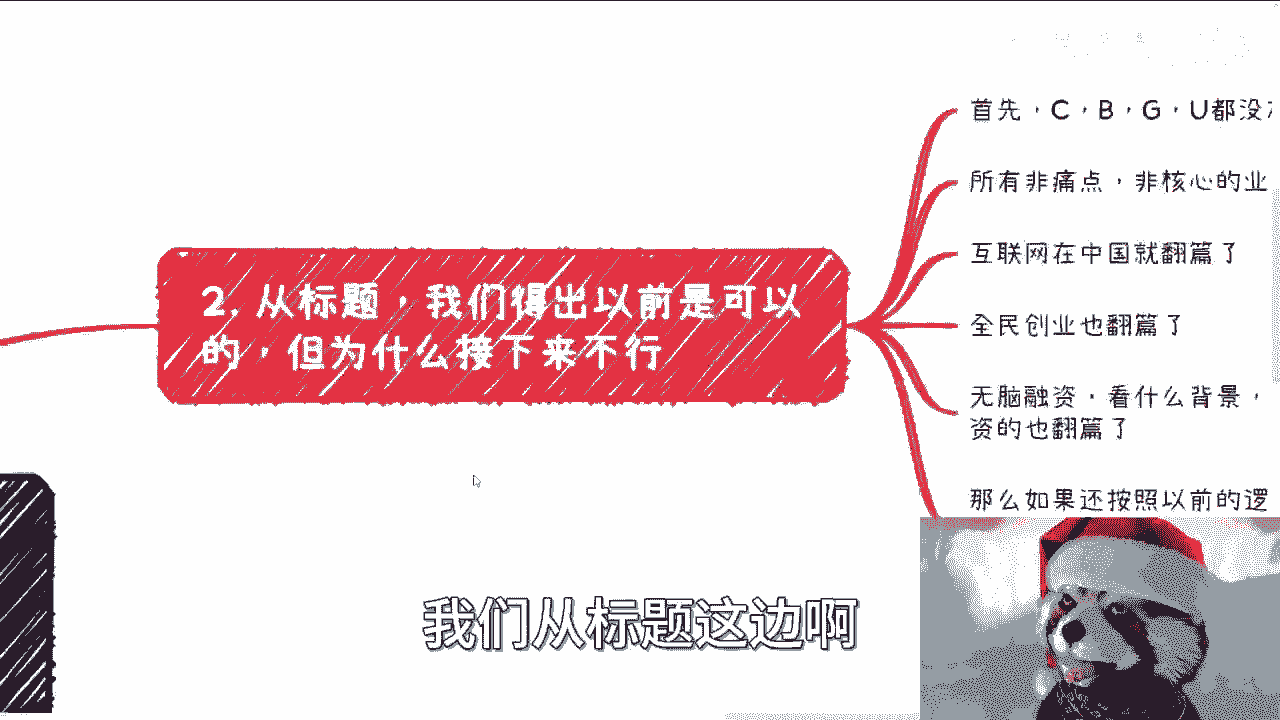 首先，C，B，G，U都没
所有非痛点，非核心的业
互联网在中国就翻篇了
2. 从标题，我们得出以前是可以
的，但为什么接下来不行
全民创业也翻篇了
无脑融资，看什么背景，
资的也翻篇了
那么如果还按照以前的逻
我们从标题这边啊